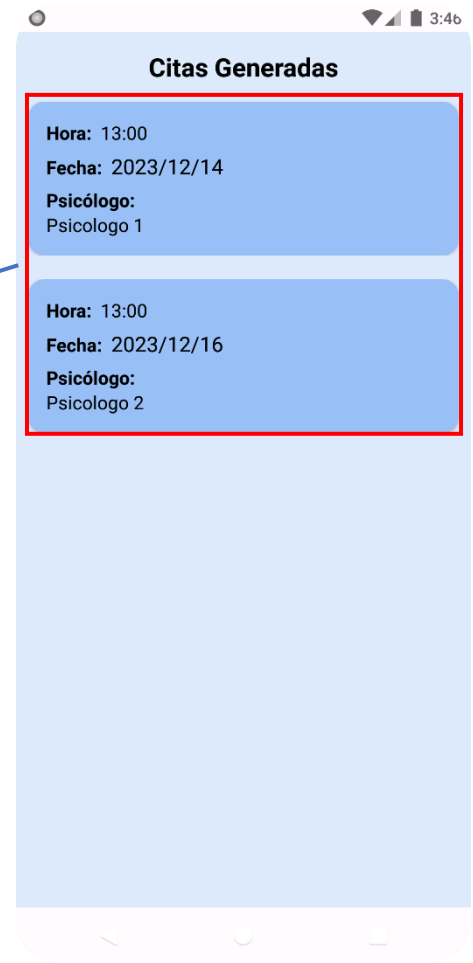 3:46
Citas Generadas
Hora: 13:00
Fecha: 2023/12/14
Psicólogo:
Psicologo 1
Hora: 13:00
Fecha: 2023/12/16
Psicólogo:
Psicologo 2